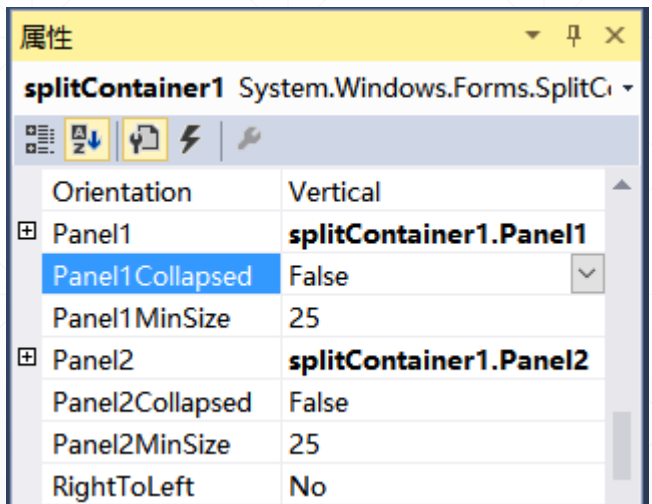 属性
splitContainer1 System.Windows.Forms.SplitC
Orientation Vertical
Panel1 splitContainer1.Panel1
Panel1Collapsed False
Panel1MinSize 25
Panel2 splitContainer1.Panel2
Panel2Collapsed False
Panel2MinSize 25
RightToLeft No